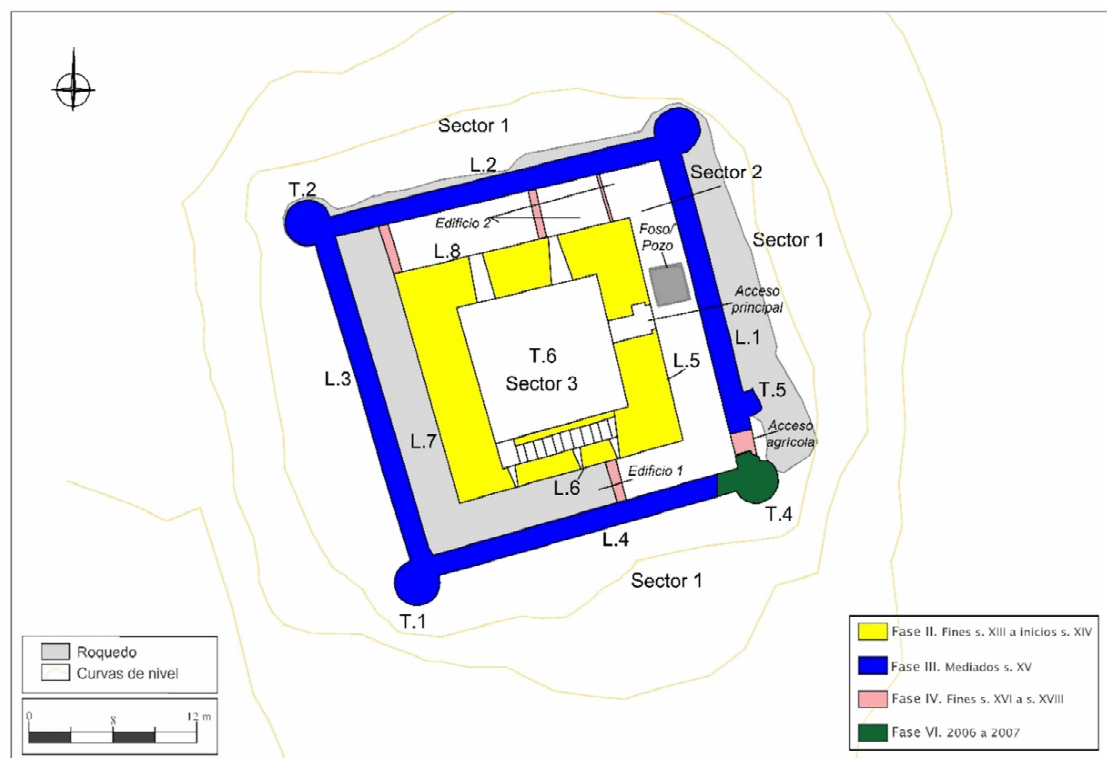 Sector 1
L.2
Sector 2
T.2
Edificio 2
Foso/
Pozo
Sector 1
L.8
Acceso
principal
L.1
T.6
Sector 3
L.5
L.3
T.5
Acceso
agrícola
L.7
Edificio 1
L.6
T.4
L.4
Sector 1
T.1
Roquedo
Curvas de nivel
0 8 12 m
Fase II. Fines s. XIII a inicios s. XIV
Fase III. Mediados s. XV
Fase IV. Fines s. XVI a s. XVIII
Fase VI. 2006 a 2007